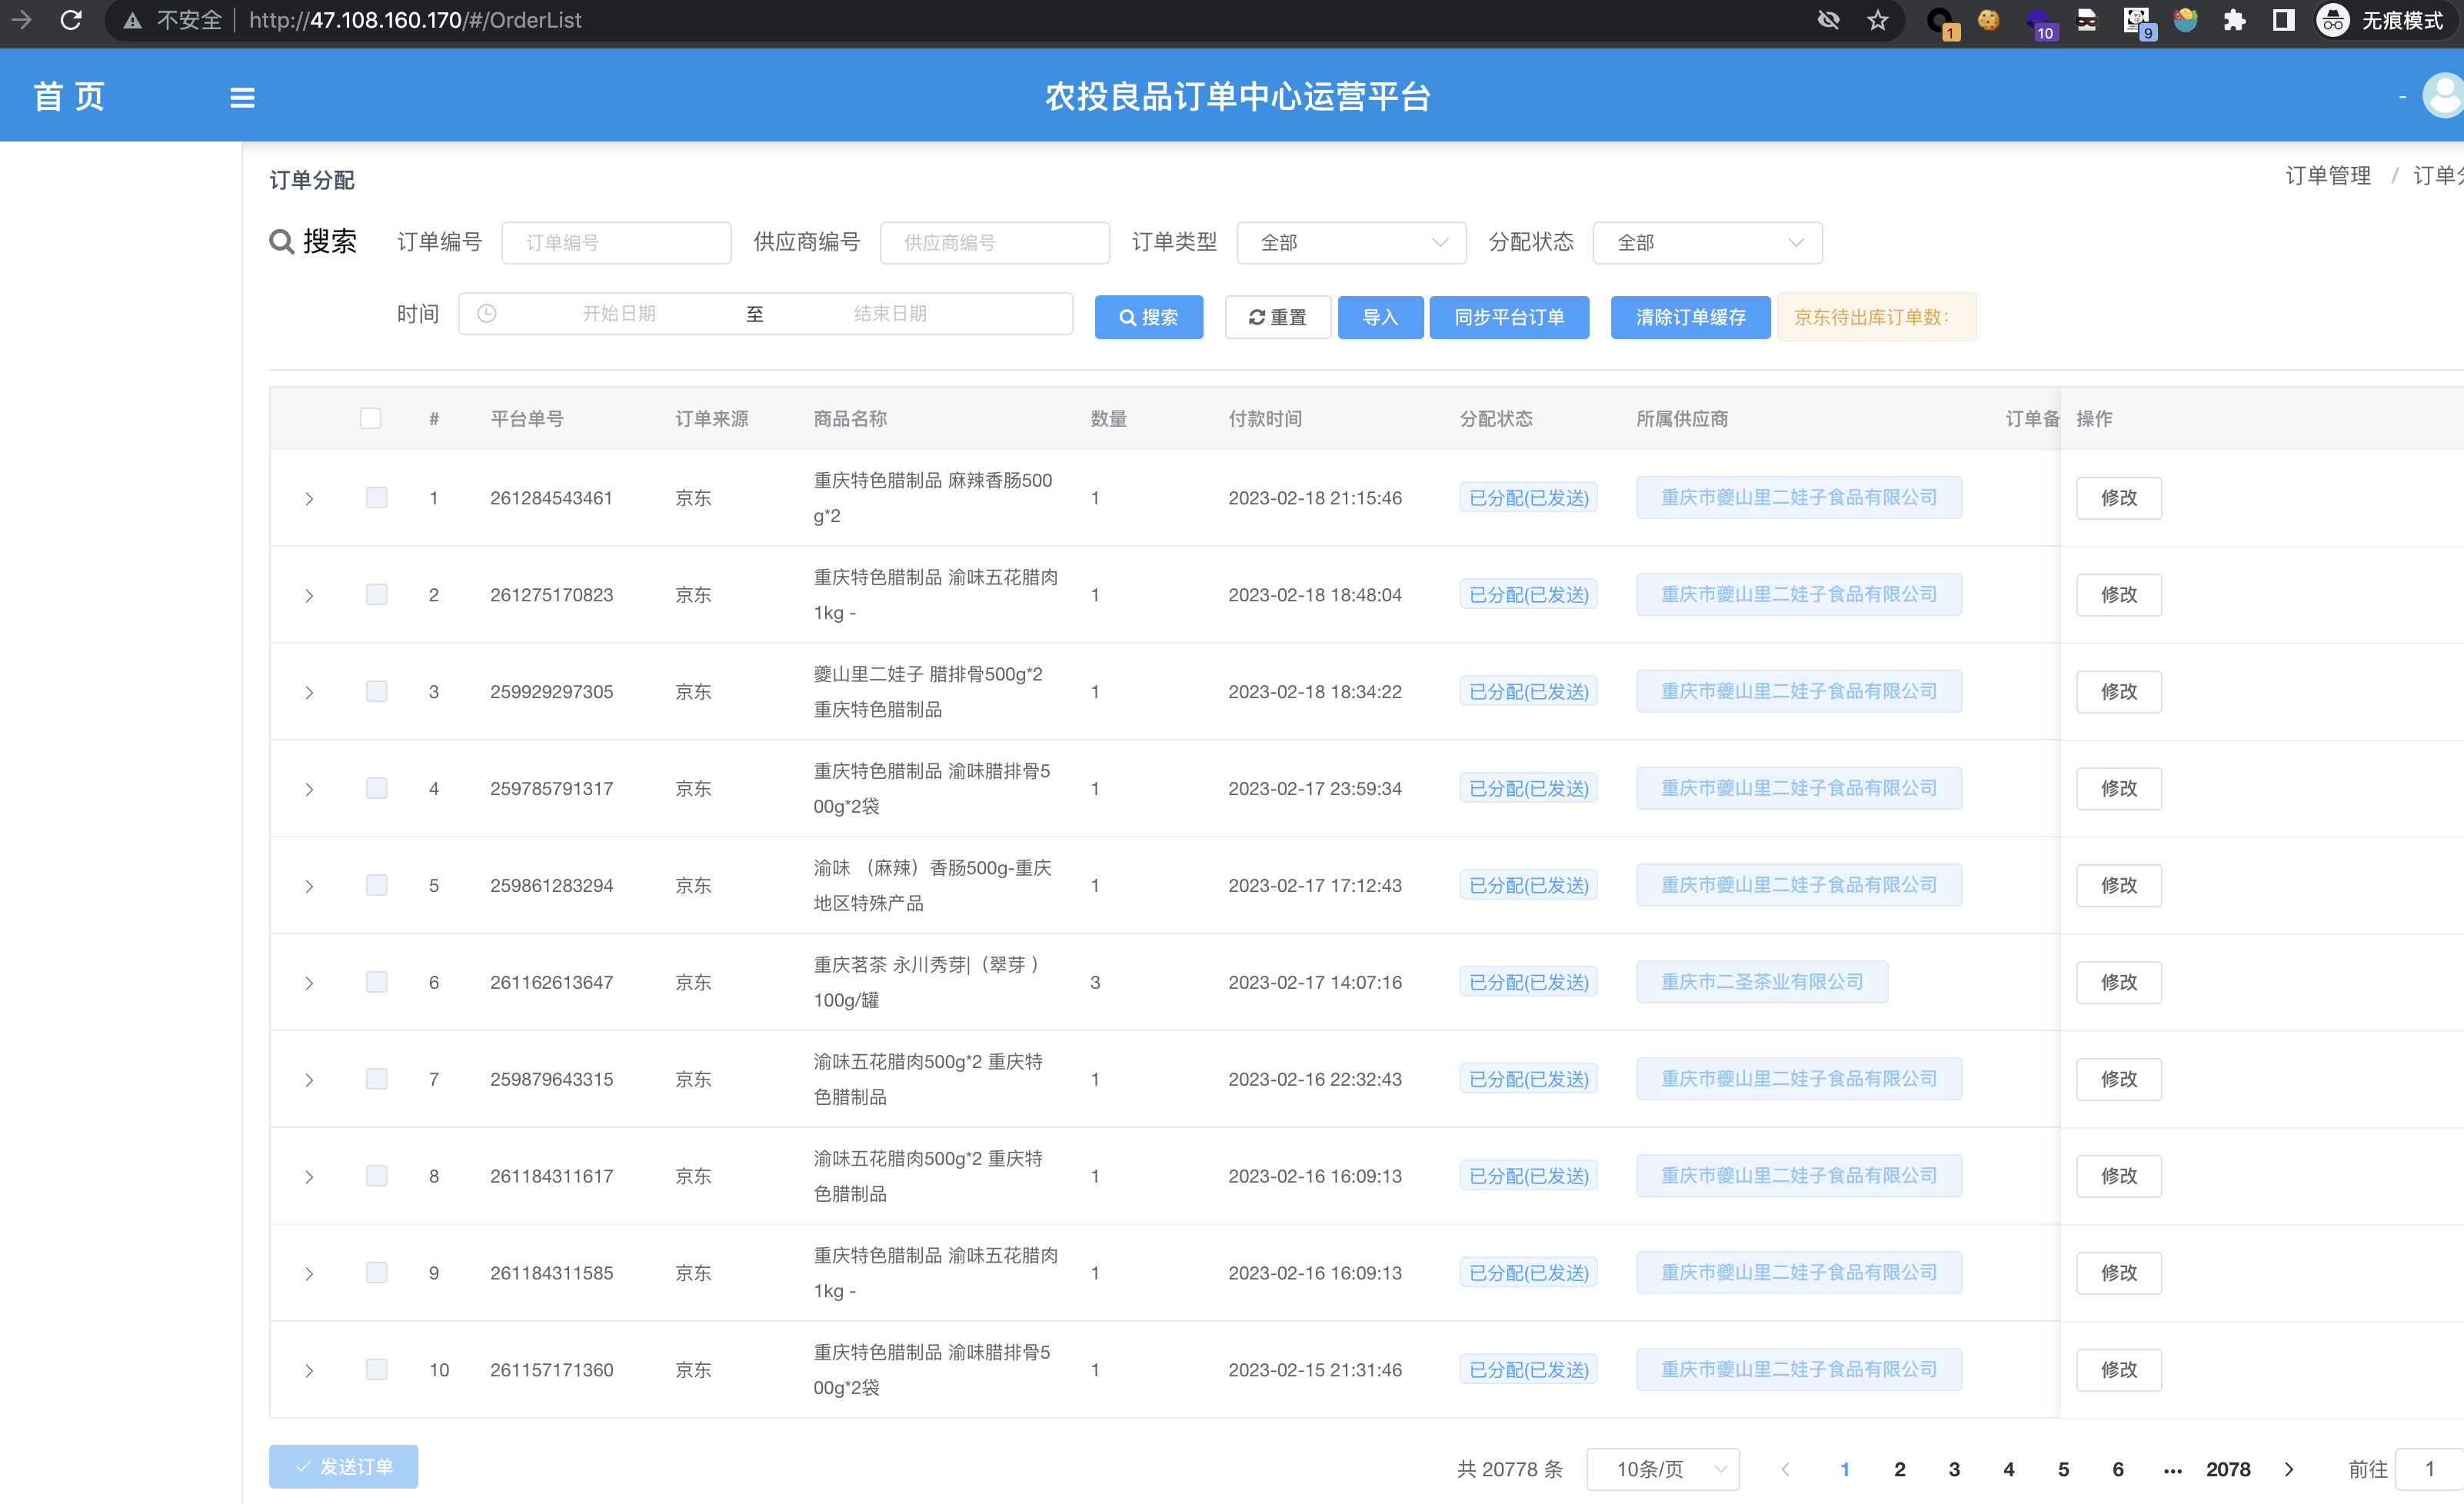 不安全 http://47.108.160.170/#/OrderList 1 10 9 无痕模式
首 页 农投良品订单中心运营平台 -
订单分配 订单管理 / 订单
搜索 订单编号 订单编号 供应商编号 供应商编号 订单类型 全部 分配状态 全部
时间 开始日期 至 结束日期 搜索 重置 导入 同步平台订单 清除订单缓存 京东待出库订单数：
# 平台单号 订单来源 商品名称 数量 付款时间 分配状态 所属供应商 订单备 操作
1 261284543461 京东 重庆特色腊制品 麻辣香肠500 1 2023-02-18 21:15:46 已分配(已发送) 重庆市夔山里二娃子食品有限公司 修改
g*2
2 261275170823 京东 重庆特色腊制品 渝味五花腊肉 1 2023-02-18 18:48:04 已分配(已发送) 重庆市夔山里二娃子食品有限公司 修改
1kg -
3 259929297305 京东 夔山里二娃子 腊排骨500g*2 1 2023-02-18 18:34:22 已分配(已发送) 重庆市夔山里二娃子食品有限公司 修改
重庆特色腊制品
4 259785791317 京东 重庆特色腊制品 渝味腊排骨5 1 2023-02-17 23:59:34 已分配(已发送) 重庆市夔山里二娃子食品有限公司 修改
00g*2袋
5 259861283294 京东 渝味 （麻辣）香肠500g-重庆 1 2023-02-17 17:12:43 已分配(已发送) 重庆市夔山里二娃子食品有限公司 修改
地区特殊产品
6 261162613647 京东 重庆茗茶 永川秀芽|（翠芽 ） 3 2023-02-17 14:07:16 已分配(已发送) 重庆市二圣茶业有限公司 修改
100g/罐
7 259879643315 京东 渝味五花腊肉500g*2 重庆特 1 2023-02-16 22:32:43 已分配(已发送) 重庆市夔山里二娃子食品有限公司 修改
色腊制品
8 261184311617 京东 渝味五花腊肉500g*2 重庆特 1 2023-02-16 16:09:13 已分配(已发送) 重庆市夔山里二娃子食品有限公司 修改
色腊制品
9 261184311585 京东 重庆特色腊制品 渝味五花腊肉 1 2023-02-16 16:09:13 已分配(已发送) 重庆市夔山里二娃子食品有限公司 修改
1kg -
10 261157171360 京东 重庆特色腊制品 渝味腊排骨5 1 2023-02-15 21:31:46 已分配(已发送) 重庆市夔山里二娃子食品有限公司 修改
00g*2袋
发送订单 共 20778 条 10条/页 1 2 3 4 5 6 ... 2078 前往 1